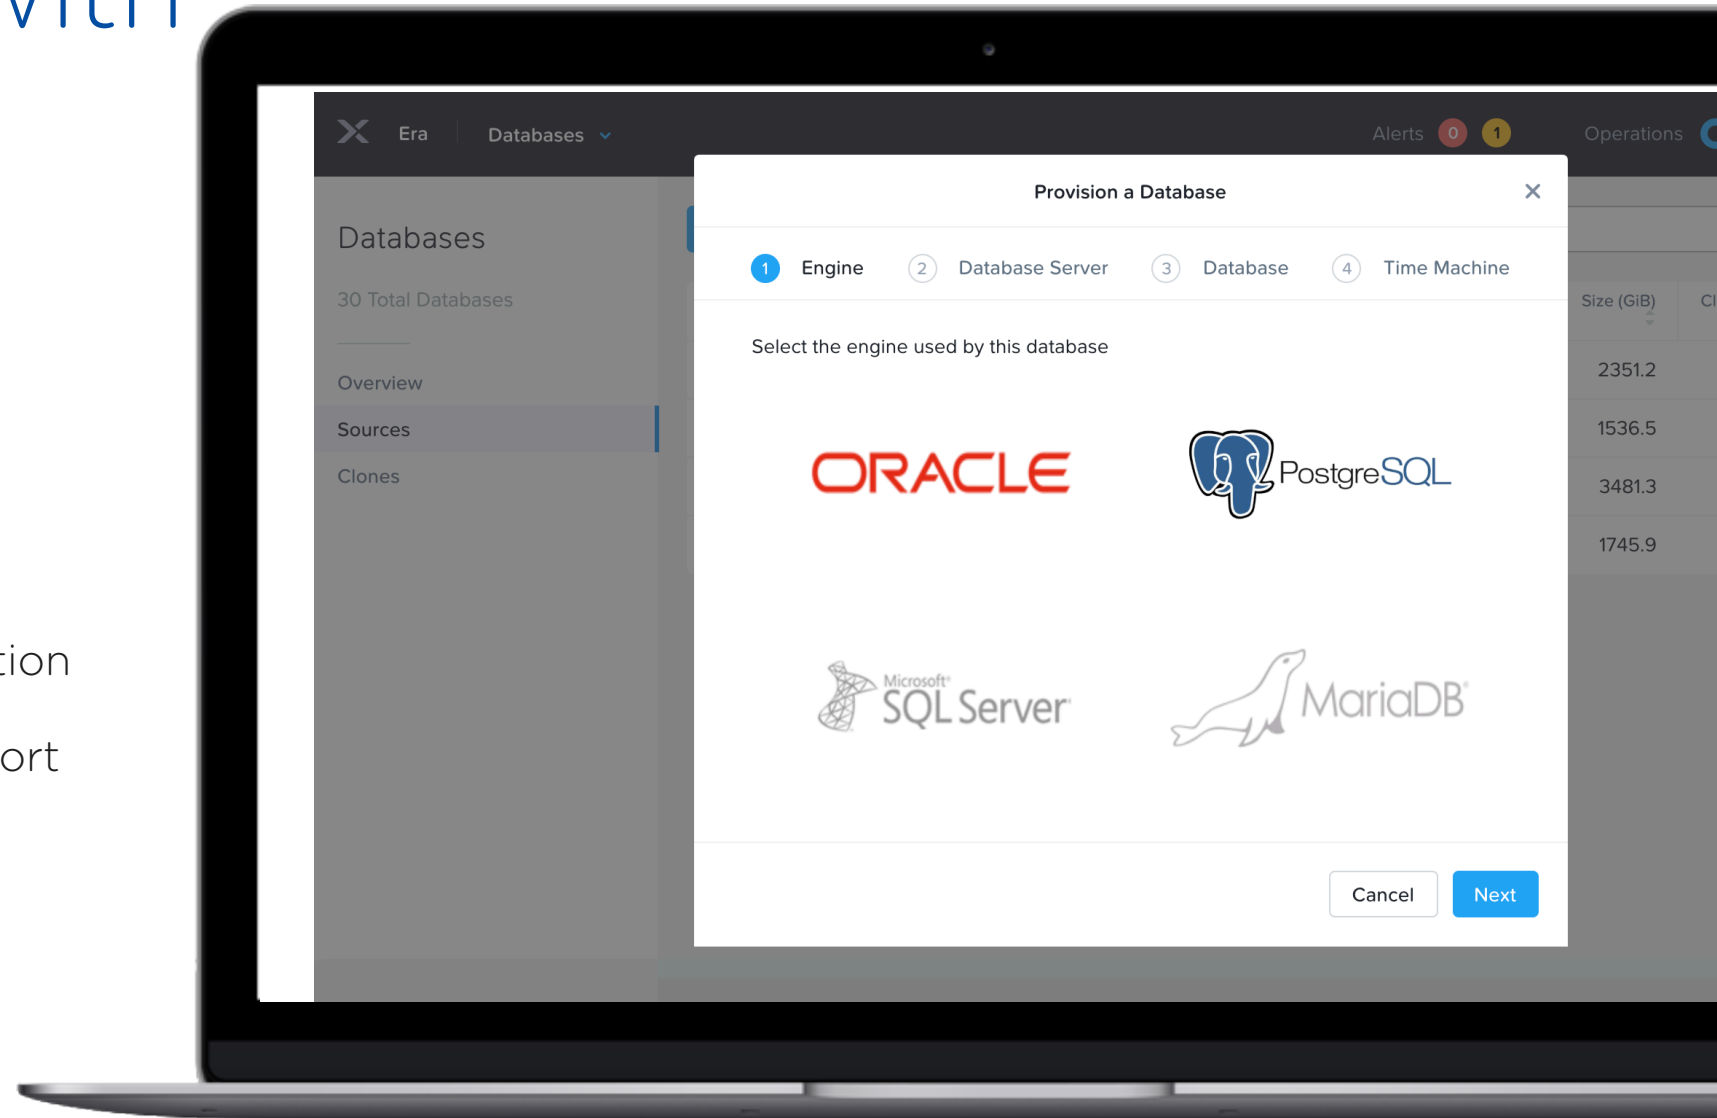 Era
Databases
Alerts 0 1
Operations
Databases
30 Total Databases
Overview
Sources
Clones
Provision a Database
1 Engine
2 Database Server
3 Database
4 Time Machine
Select the engine used by this database
ORACLE
PostgreSQL
Microsoft
SQL Server
MariaDB
Cancel
Next
Size (GiB)
2351.2
1536.5
3481.3
1745.9